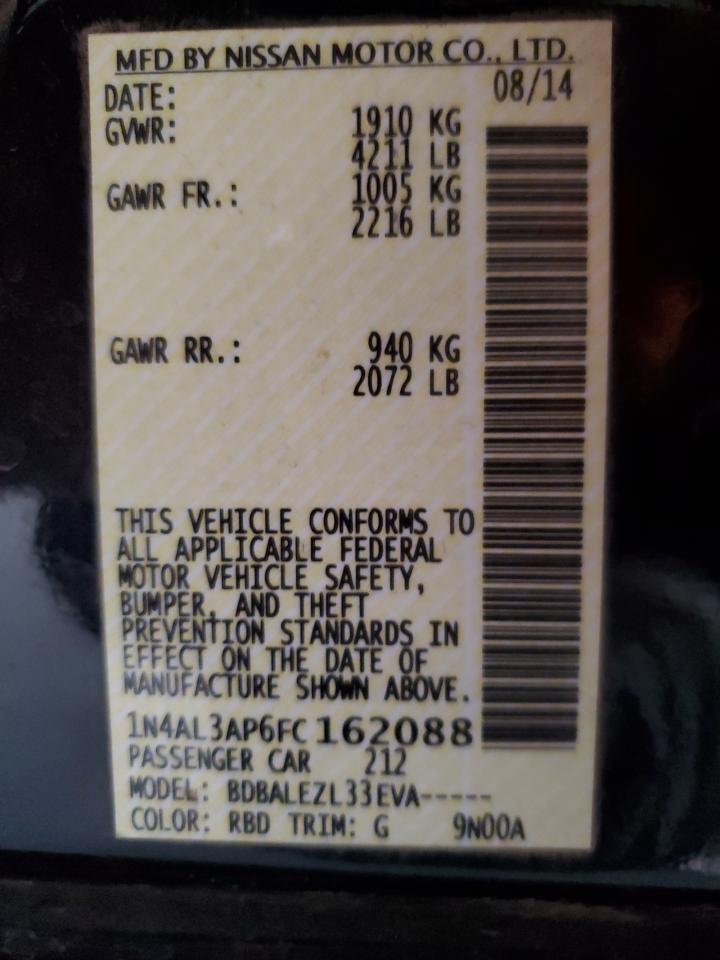 MFD BY NISSAN MOTOR CO., LTD.
DATE: 08/14
GVWR: 1910 KG
4211 LB
GAWR FR.: 1005 KG
2216 LB
GAWR RR.: 940 KG
2072 LB
THIS VEHICLE CONFORMS TO
ALL APPLICABLE FEDERAL
MOTOR VEHICLE SAFETY,
BUMPER, AND THEFT
PREVENTION STANDARDS IN
EFFECT ON THE DATE OF
MANUFACTURE SHOWN ABOVE.
1N4AL3AP6FC162088
PASSENGER CAR 212
MODEL: BDBALEZL33EVA-----
COLOR: RBD TRIM: G 9N00A